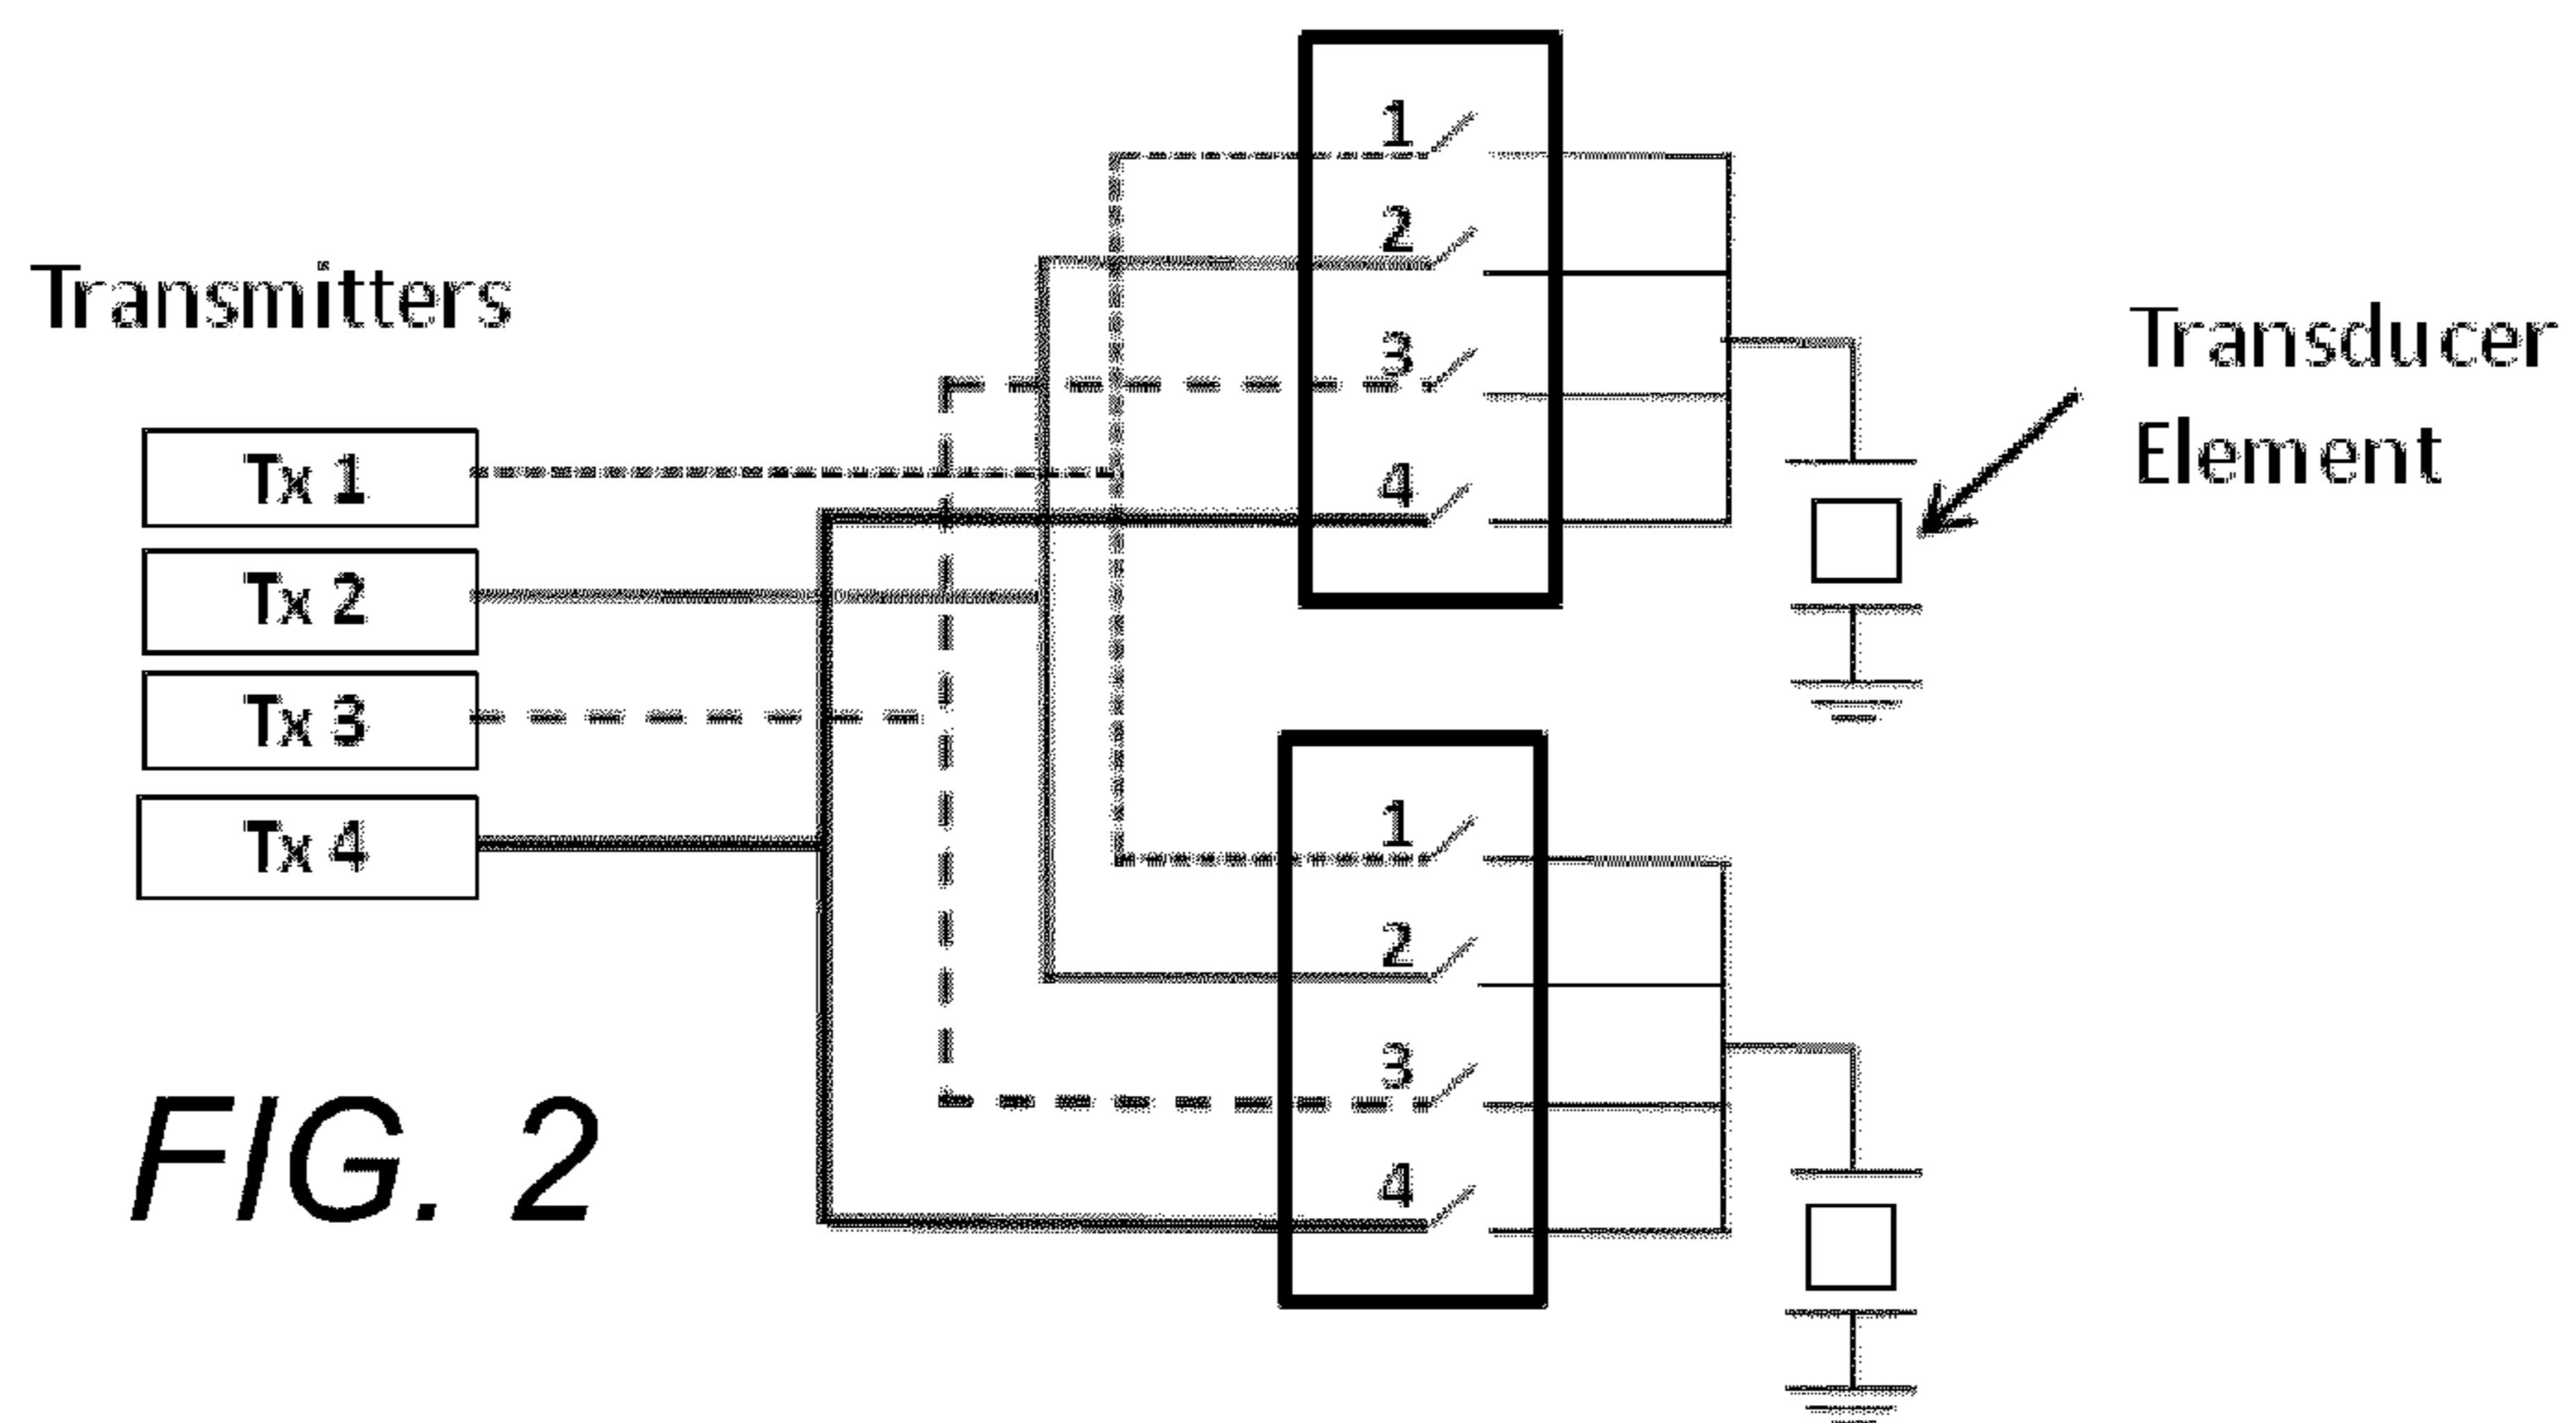 Transmitters
Tx 1
Tx 2
Tx 3
Tx 4
1
2
3
4
1
2
3
4
Transducer
Element
FIG. 2